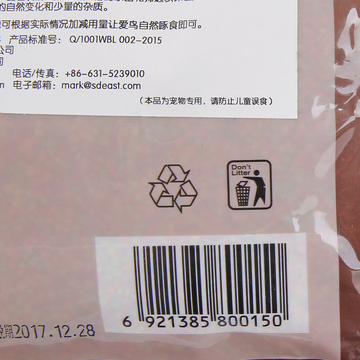 的自然变化和少量的杂质。
可根据实际情况加减用量让爱鸟自然豚食即可。
产品标准号：Q/1001WBL 002-2015
公司
司
电话/传真：+86-631-5239010
电子邮箱：mark@sdeast.com
（本品为宠物专用，请防止儿童误食）
Don't
Litter
2017.12.28
6 921385 800150